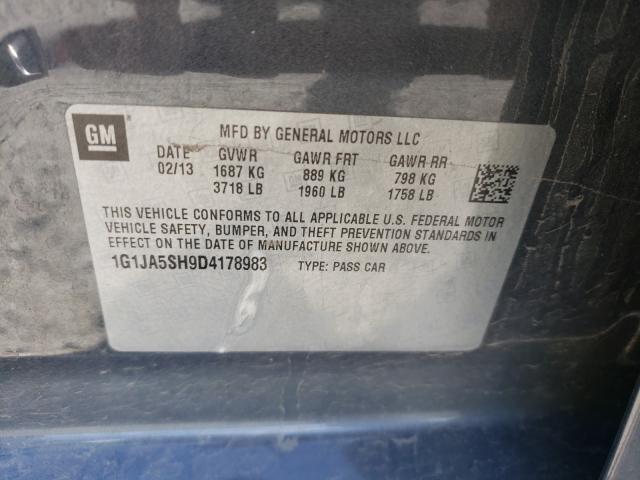 GM
MFD BY GENERAL MOTORS LLC
DATE GVWR GAWR FRT GAWR RR
02/13 1687 KG 889 KG 798 KG
3718 LB 1960 LB 1758 LB
THIS VEHICLE CONFORMS TO ALL APPLICABLE U.S. FEDERAL MOTOR
VEHICLE SAFETY, BUMPER, AND THEFT PREVENTION STANDARDS IN
EFFECT ON THE DATE OF MANUFACTURE SHOWN ABOVE.
1G1JA5SH9D4178983 TYPE: PASS CAR